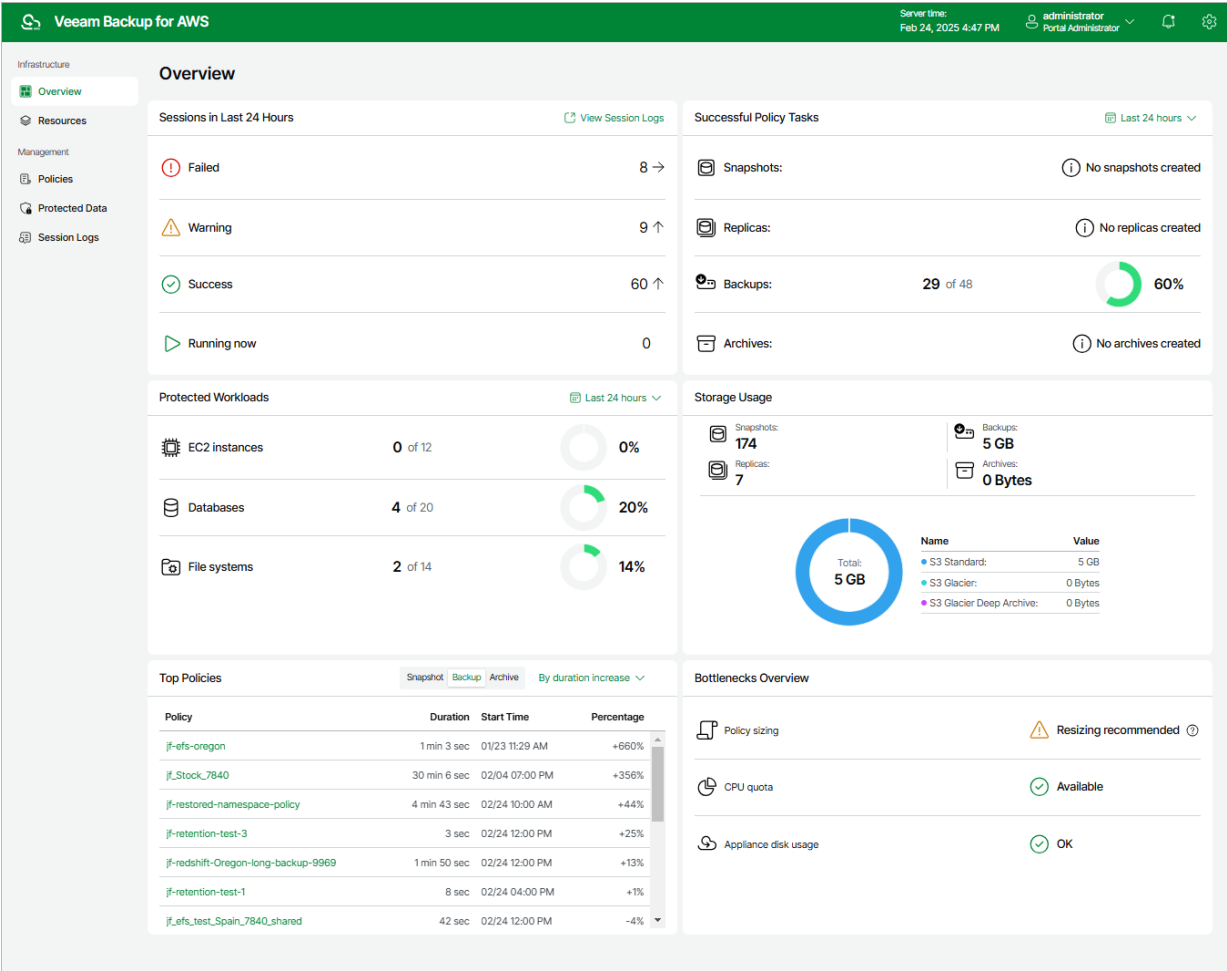 Veeam Backup for AWS
Server time:
Feb 24, 2025 4:47 PM
administrator
Portal Administrator
Infrastructure
Overview
Resources
Management
Policies
Protected Data
Session Logs
Overview
Sessions in Last 24 Hours
View Session Logs
Failed 8
Warning 9
Success 60
Running now 0
Successful Policy Tasks
Last 24 hours
Snapshots: No snapshots created
Replicas: No replicas created
Backups: 29 of 48 60%
Archives: No archives created
Protected Workloads
Last 24 hours
EC2 instances 0 of 12 0%
Databases 4 of 20 20%
File systems 2 of 14 14%
Storage Usage
Snapshots:
174
Backups:
5 GB
Replicas:
7
Archives:
0 Bytes
Total:
5 GB
Name Value
S3 Standard: 5 GB
S3 Glacier: 0 Bytes
S3 Glacier Deep Archive: 0 Bytes
Top Policies
Snapshot Backup Archive
By duration increase
Policy Duration Start Time Percentage
jf-efs-oregon 1 min 3 sec 01/23 11:29 AM +660%
jf_Stock_7840 30 min 6 sec 02/04 07:00 PM +356%
jf-restored-namespace-policy 4 min 43 sec 02/24 10:00 AM +44%
jf-retention-test-3 3 sec 02/24 12:00 PM +25%
jf-redshift-Oregon-long-backup-9969 1 min 50 sec 02/24 12:00 PM +13%
jf-retention-test-1 8 sec 02/24 04:00 PM +1%
jf_efs_test_Spain_7840_shared 42 sec 02/24 12:00 PM -4%
Bottlenecks Overview
Policy sizing Resizing recommended
CPU quota Available
Appliance disk usage OK